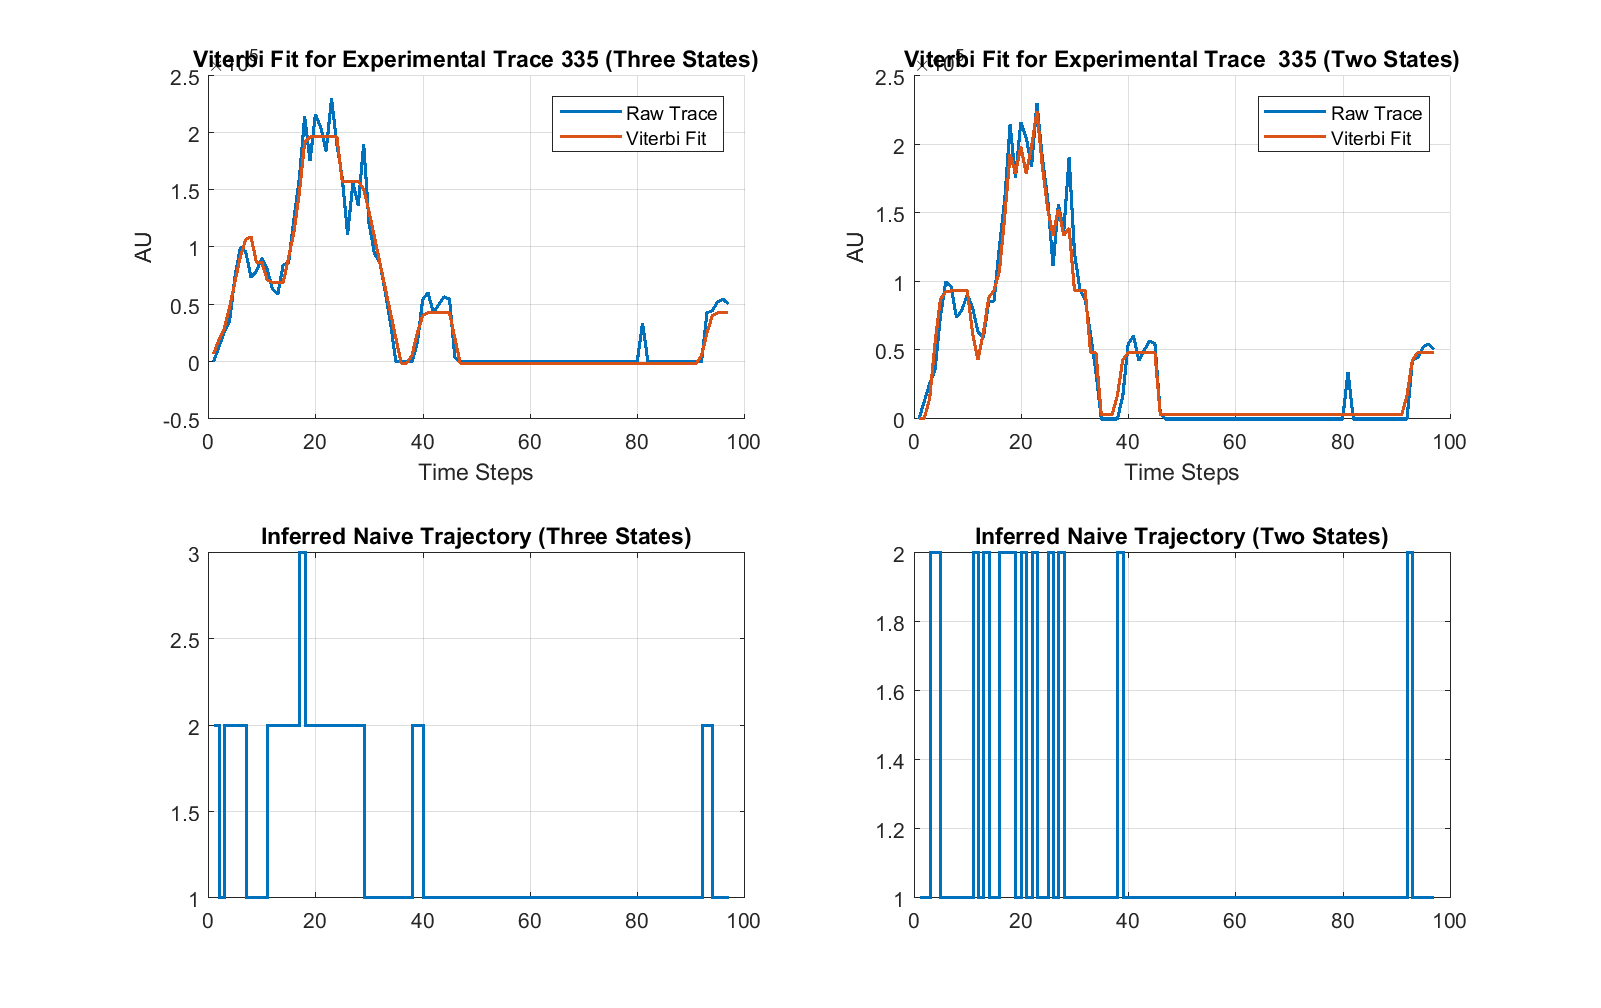 Viterbi Fit for Experimental Trace 335 (Three States)
×10^5
2.5
2
1.5
1
0.5
0
-0.5
AU
0 20 40 60 80 100
Time Steps
Raw Trace
Viterbi Fit
Viterbi Fit for Experimental Trace  335 (Two States)
×10^5
2.5
2
1.5
1
0.5
0
AU
0 20 40 60 80 100
Time Steps
Raw Trace
Viterbi Fit
Inferred Naive Trajectory (Three States)
3
2.5
2
1.5
1
0 20 40 60 80 100
Inferred Naive Trajectory (Two States)
2
1.8
1.6
1.4
1.2
1
0 20 40 60 80 100